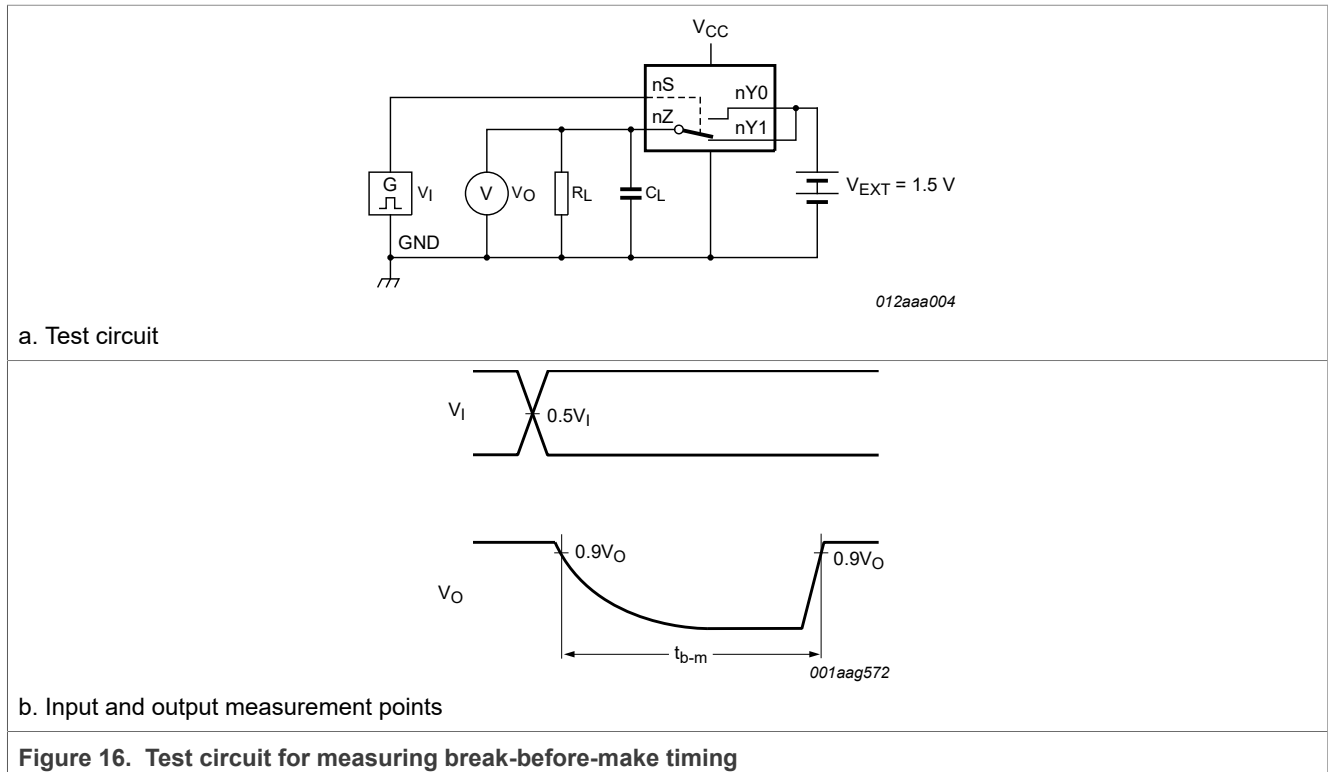 VCC
nS
nZ
nY0
nY1
G
VI
V
VO
RL
CL
VEXT = 1.5 V
GND
012aaa004
a. Test circuit
VI
0.5VI
0.9VO
0.9VO
VO
tb-m
001aag572
b. Input and output measurement points
Figure 16. Test circuit for measuring break-before-make timing